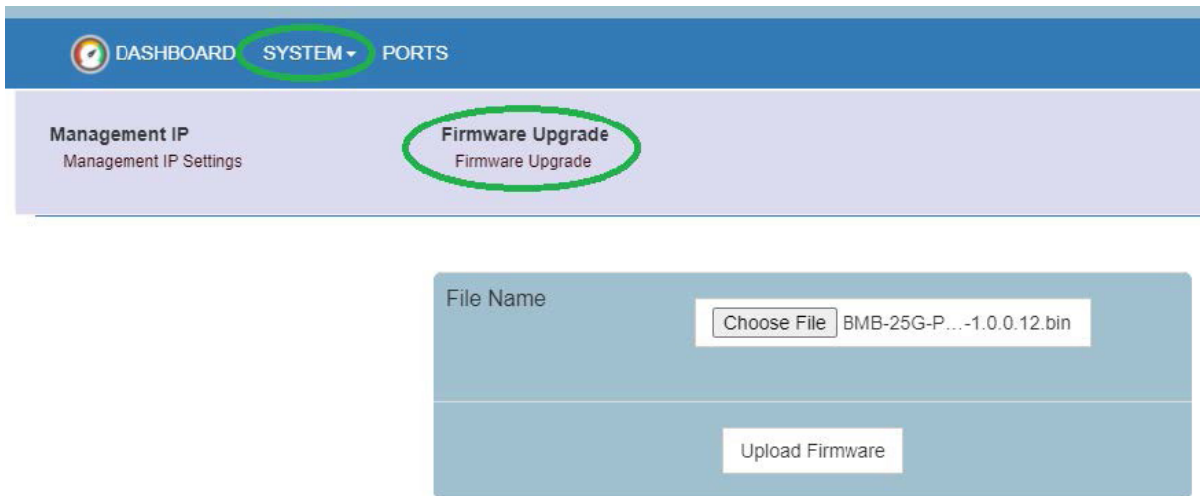 DASHBOARD SYSTEM PORTS
Management IP Firmware Upgrade
Management IP Settings Firmware Upgrade
File Name
Choose File BMB-25G-P...-1.0.0.12.bin
Upload Firmware